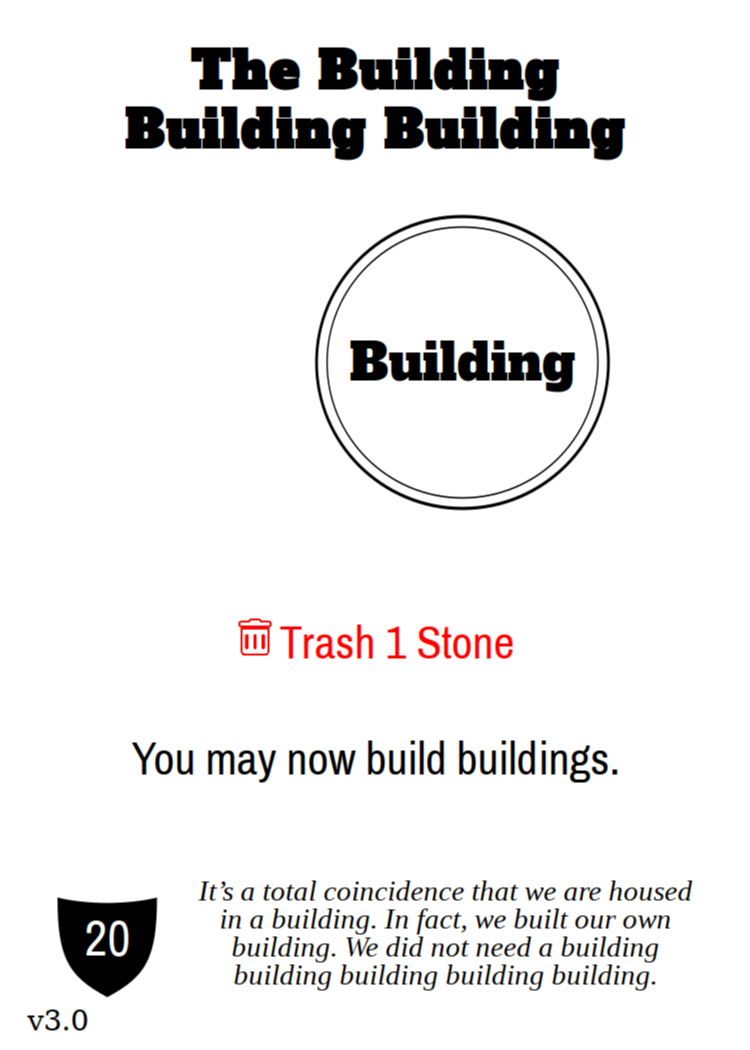 The Building
Building Building
Building
Trash 1 Stone
You may now build buildings.
20
It’s a total coincidence that we are housed
in a building. In fact, we built our own
building. We did not need a building
building building building building.
v3.0